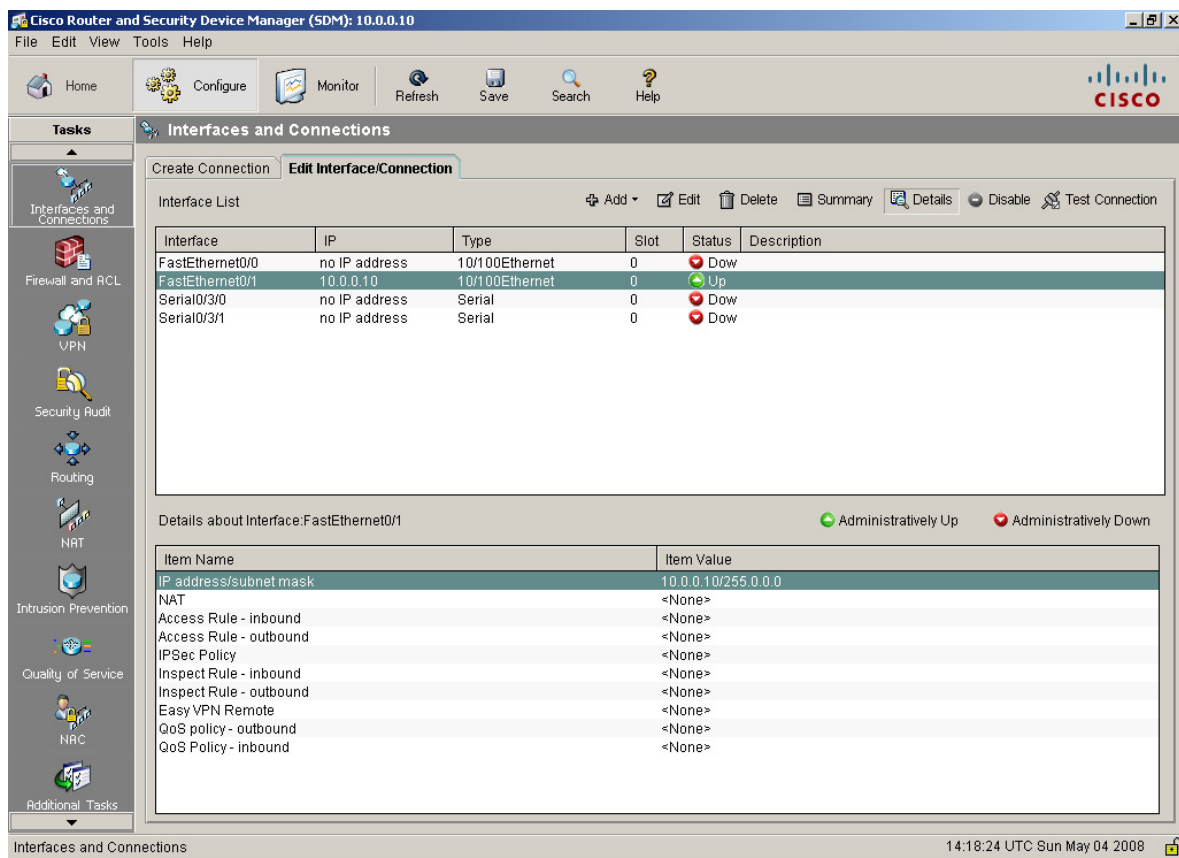 Cisco Router and Security Device Manager (SDM): 10.0.0.10
File Edit View Tools Help
Home Configure Monitor Refresh Save Search Help CISCO
Tasks
Interfaces and Connections
Interfaces and
Connections
Firewall and ACL
VPN
Security Audit
Routing
NAT
Intrusion Prevention
Quality of Service
NAC
Additional Tasks
Create Connection Edit Interface/Connection
Interface List Add Edit Delete Summary Details Disable Test Connection
Interface IP Type Slot Status Description
FastEthernet0/0 no IP address 10/100Ethernet 0 Dow
FastEthernet0/1 10.0.0.10 10/100Ethernet 0 Up
Serial0/3/0 no IP address Serial 0 Dow
Serial0/3/1 no IP address Serial 0 Dow
Details about Interface:FastEthernet0/1 Administratively Up Administratively Down
Item Name Item Value
IP address/subnet mask 10.0.0.10/255.0.0.0
NAT <None>
Access Rule - inbound <None>
Access Rule - outbound <None>
IPSec Policy <None>
Inspect Rule - inbound <None>
Inspect Rule - outbound <None>
Easy VPN Remote <None>
QoS policy - outbound <None>
QoS Policy - inbound <None>
Interfaces and Connections 14:18:24 UTC Sun May 04 2008